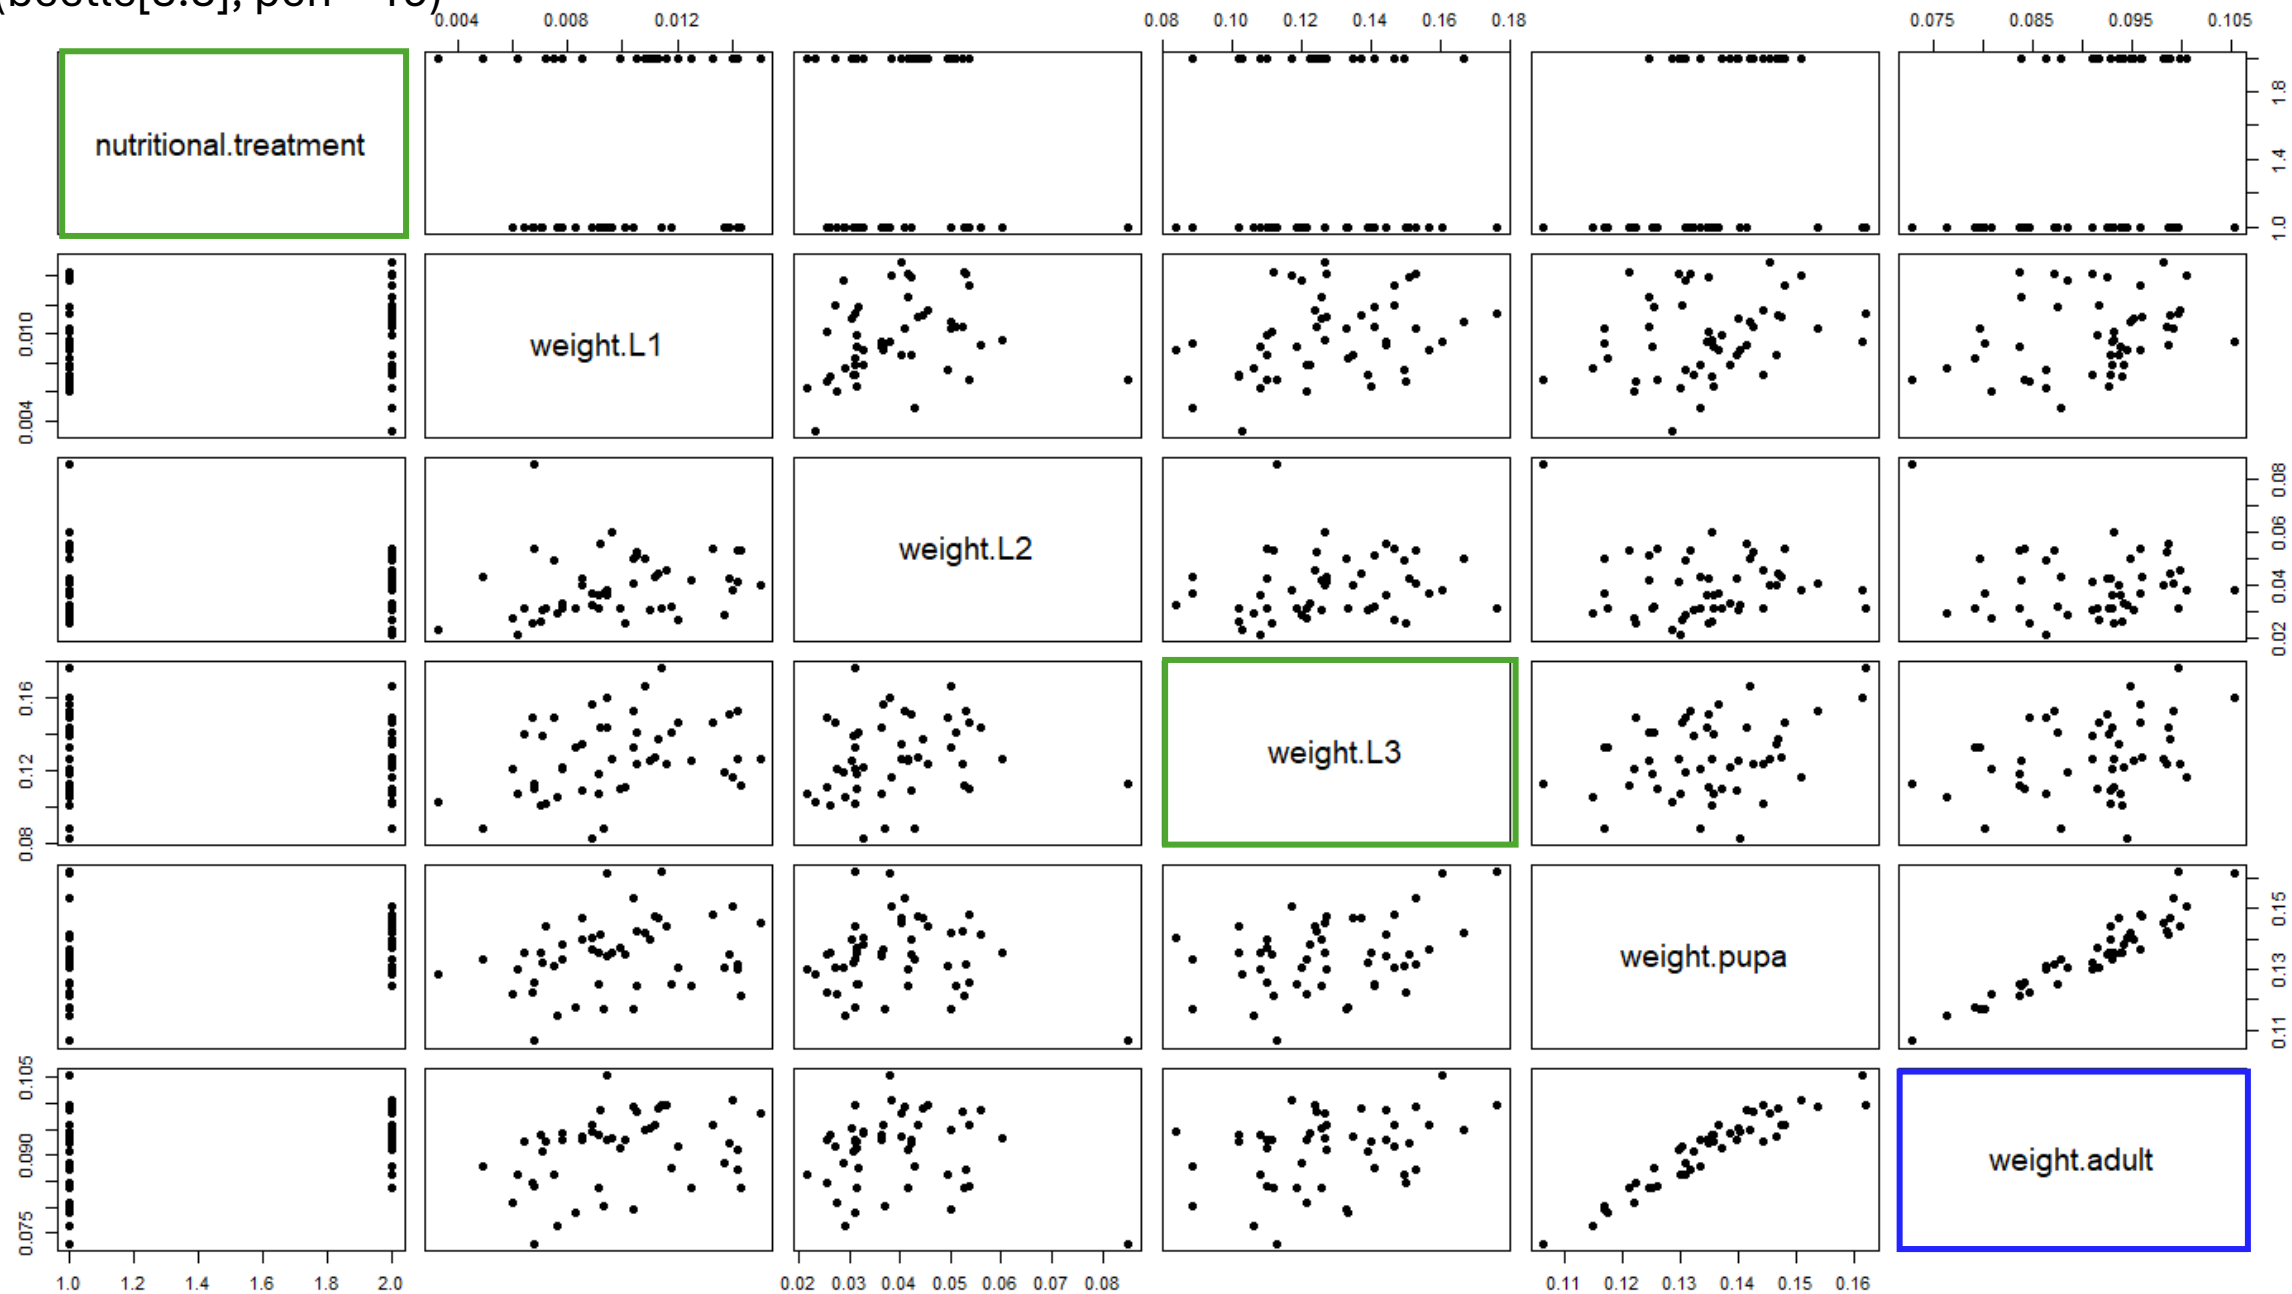 (beetle[3:8], pch = 16)
0.004 0.008 0.012
0.08 0.10 0.12 0.14 0.16 0.18
0.075 0.085 0.095 0.105
nutritional.treatment
1.0 1.4 1.8
0.004 0.010
weight.L1
weight.L2
0.02 0.04 0.06 0.08
0.08 0.12 0.16
weight.L3
weight.pupa
0.11 0.13 0.15
0.075 0.090 0.105
weight.adult
1.0 1.2 1.4 1.6 1.8 2.0
0.02 0.03 0.04 0.05 0.06 0.07 0.08
0.11 0.12 0.13 0.14 0.15 0.16